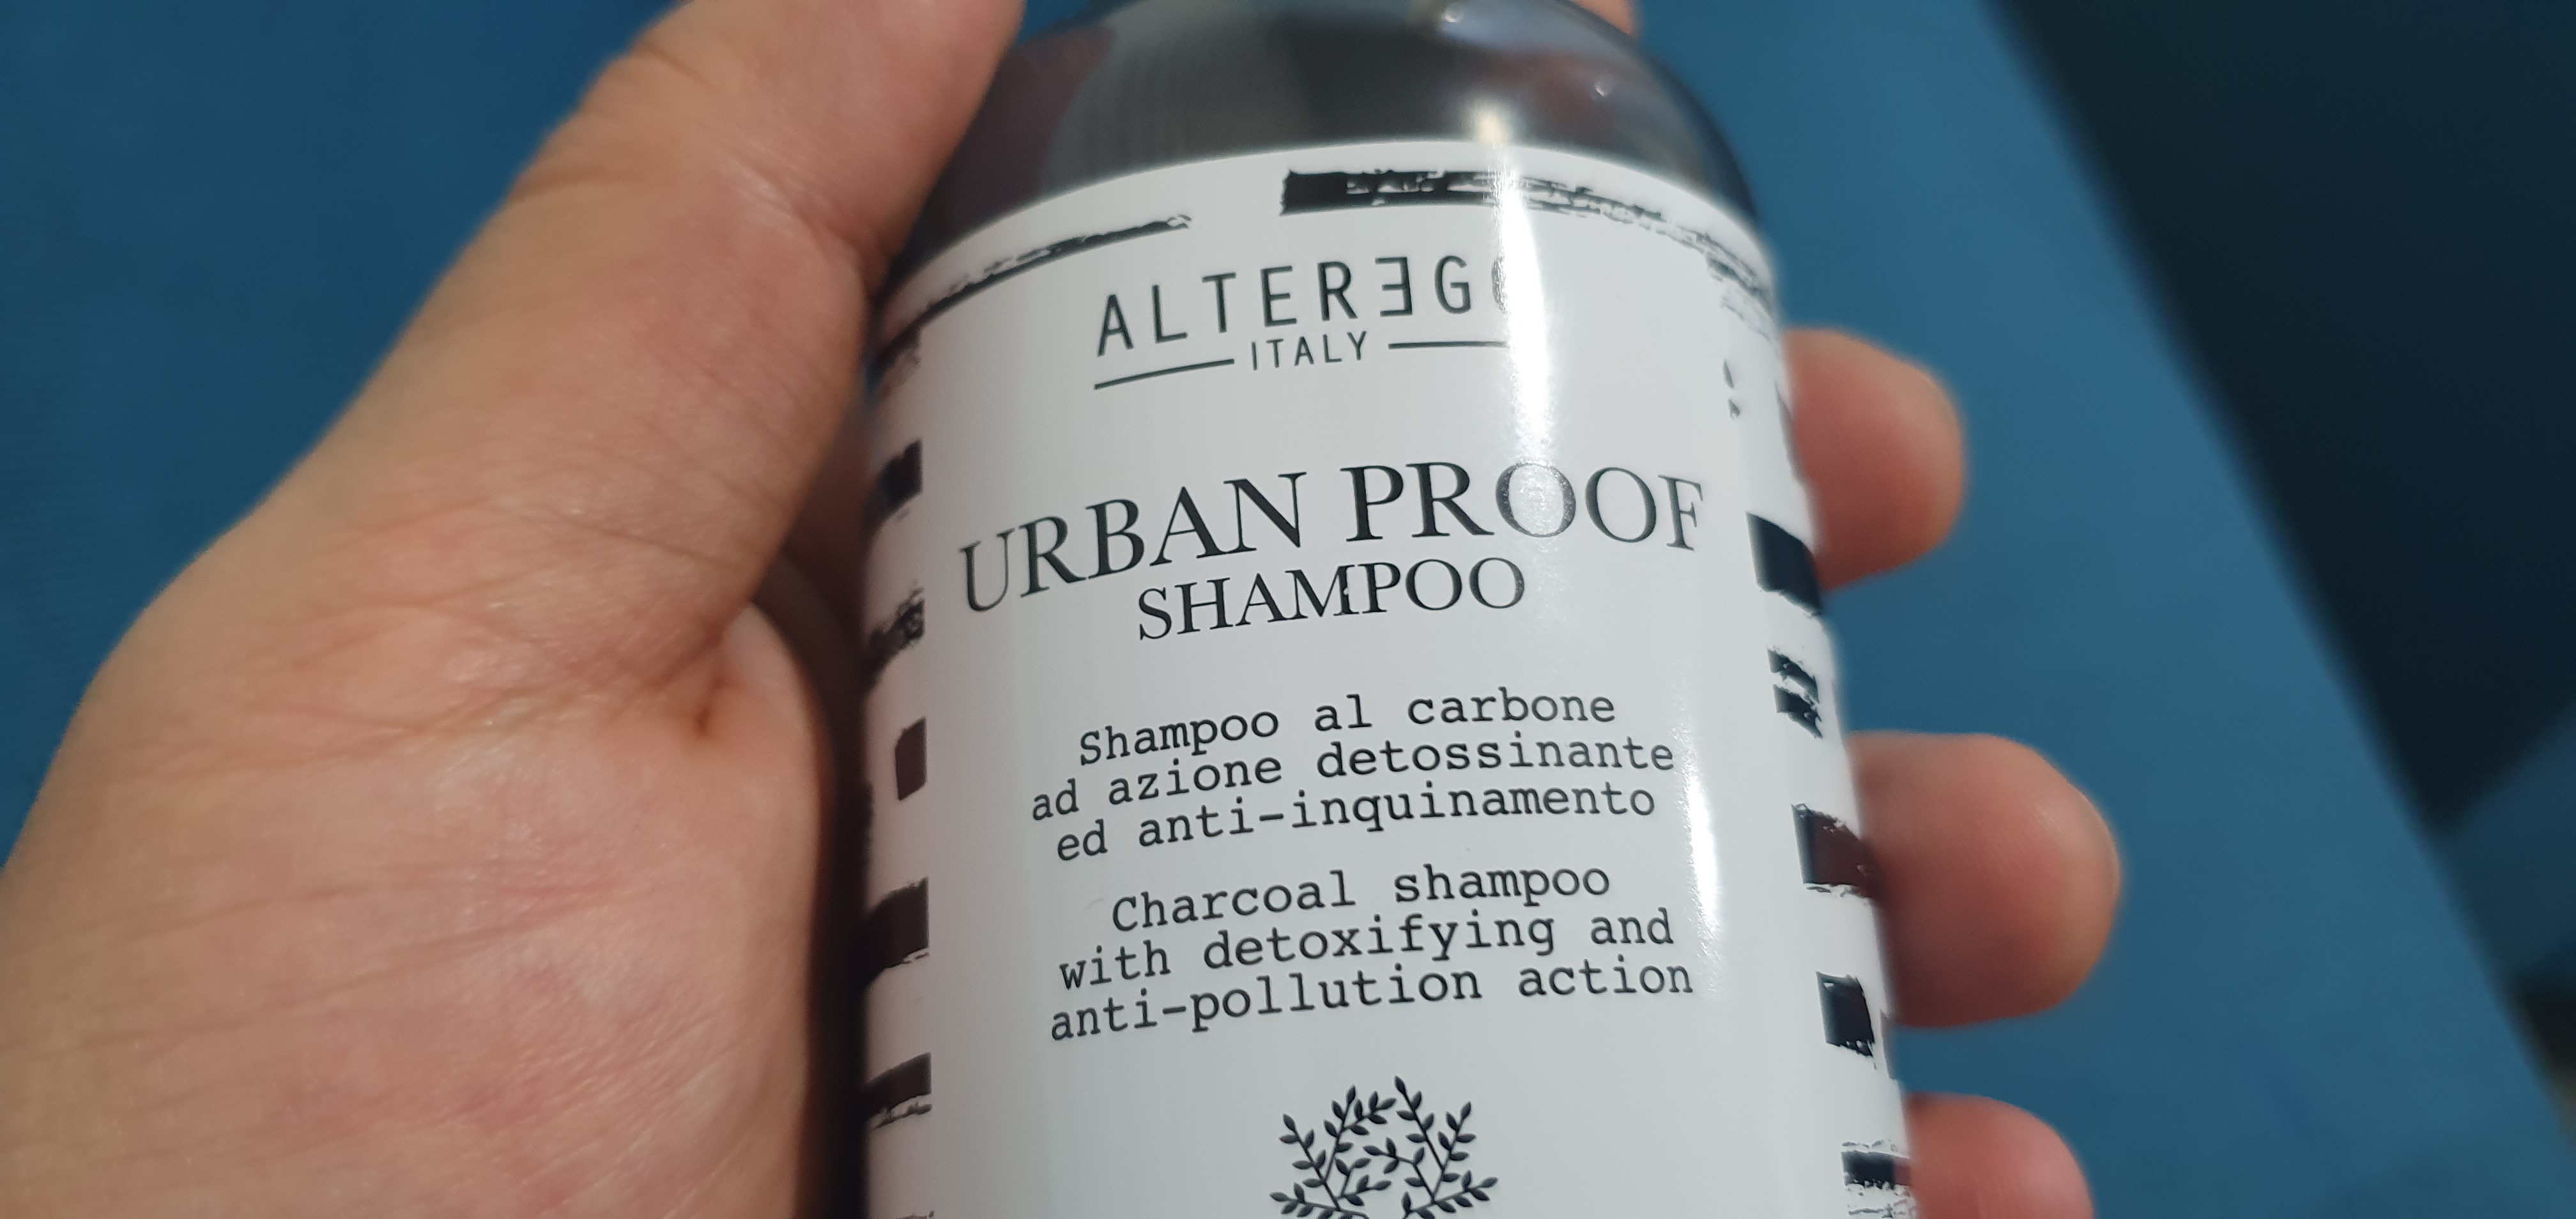 ALTERƎGO
ITALY
URBAN PROOF
SHAMPOO
Shampoo al carbone
ad azione detossinante
ed anti-inquinamento
Charcoal shampoo
with detoxifying and
anti-pollution action